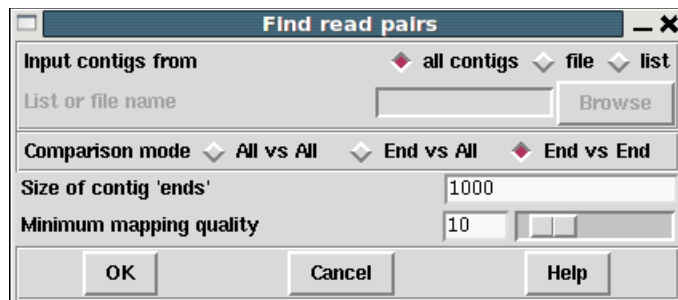 Find read pairs
Input contigs from all contigs file list
List or file name Browse
Comparison mode All vs All End vs All End vs End
Size of contig 'ends' 1000
Minimum mapping quality 10
OK Cancel Help